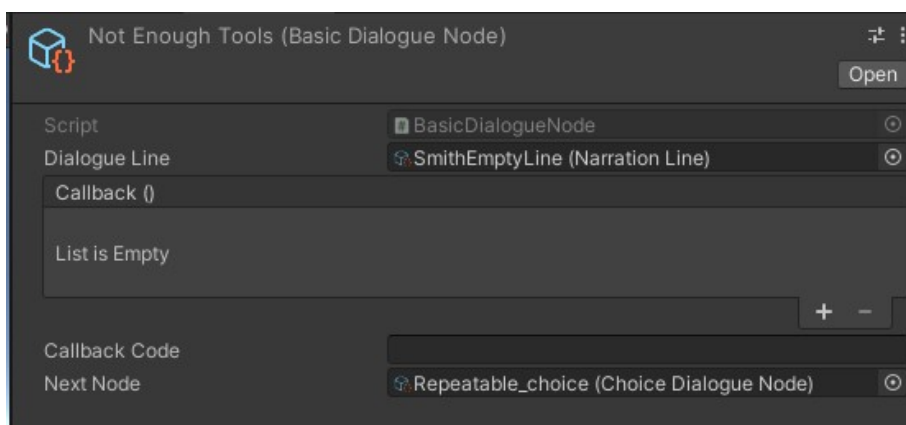 Not Enough Tools (Basic Dialogue Node)
Open
Script BasicDialogueNode
Dialogue Line SmithEmptyLine (Narration Line)
Callback ()
List is Empty
+ −
Callback Code
Next Node Repeatable_choice (Choice Dialogue Node)